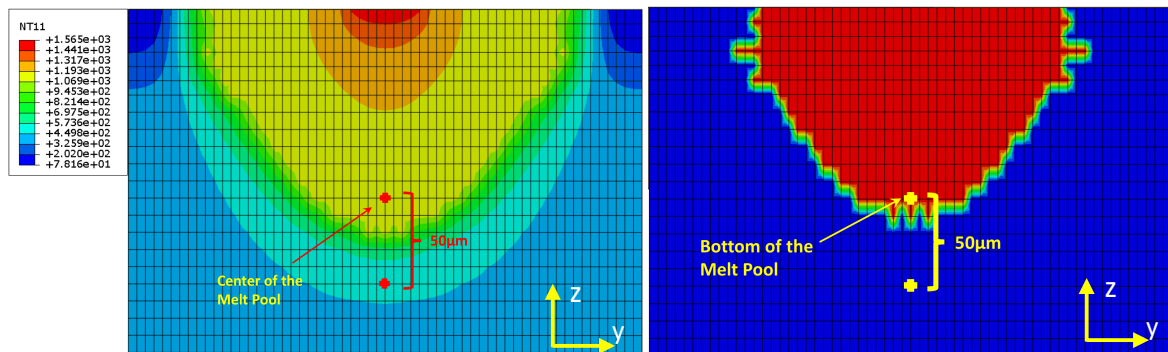 NT11
+1.565e+03
+1.441e+03
+1.317e+03
+1.193e+03
+1.069e+03
+9.453e+02
+8.214e+02
+6.975e+02
+5.736e+02
+4.498e+02
+3.259e+02
+2.020e+02
+7.816e+01
50μm
Center of the
Melt Pool
z
y
Bottom of the
Melt Pool
50μm
z
y